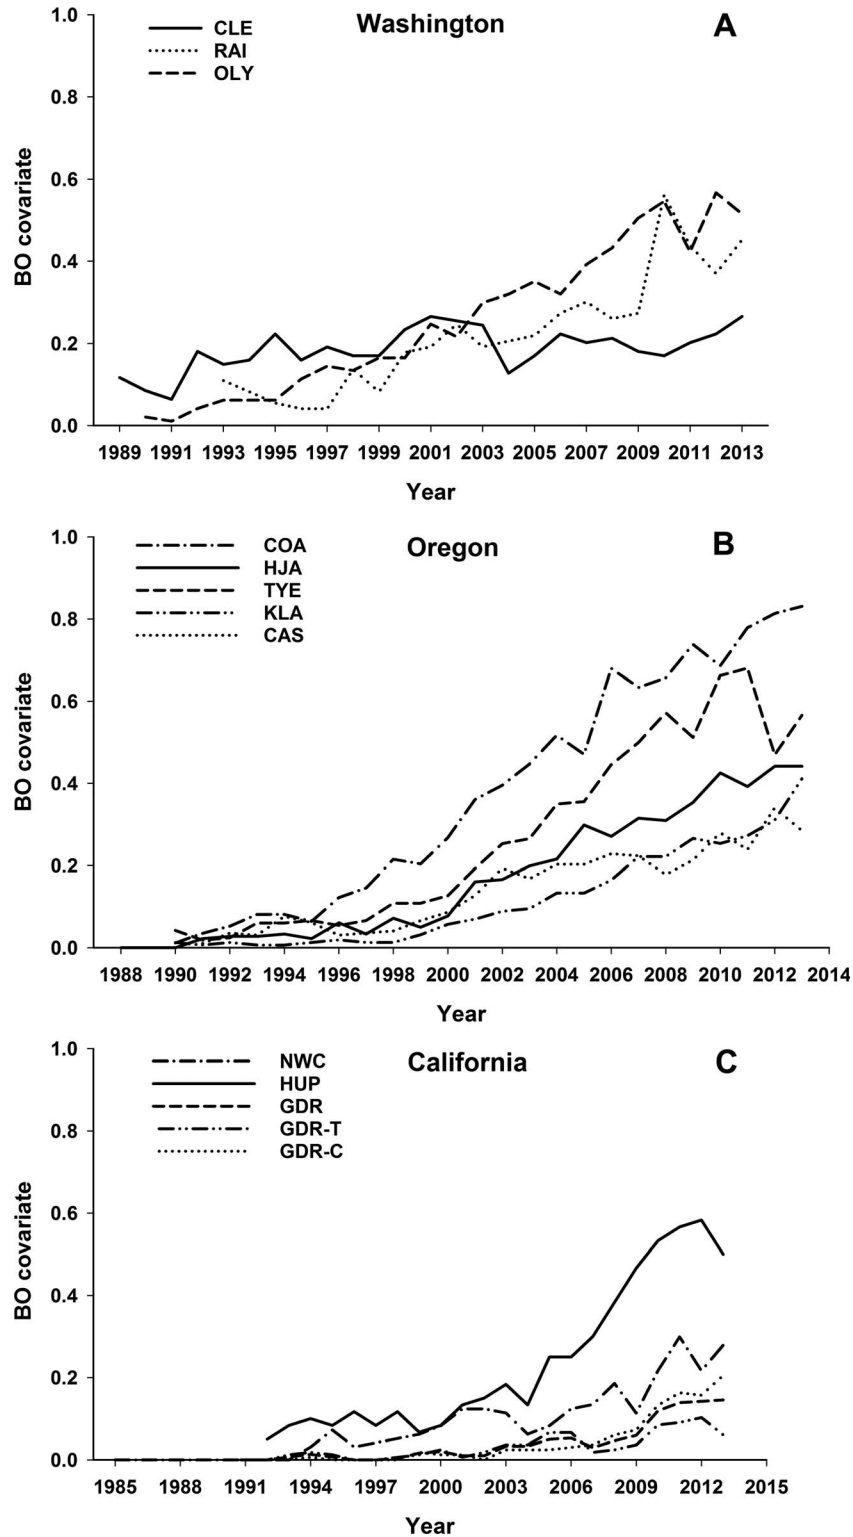 Washington
A
CLE
RAI
OLY
BO covariate
1.0
0.8
0.6
0.4
0.2
0.0
1989 1991 1993 1995 1997 1999 2001 2003 2005 2007 2009 2011 2013
Year
Oregon
B
COA
HJA
TYE
KLA
CAS
BO covariate
1.0
0.8
0.6
0.4
0.2
0.0
1988 1990 1992 1994 1996 1998 2000 2002 2004 2006 2008 2010 2012 2014
Year
California
C
NWC
HUP
GDR
GDR-T
GDR-C
BO covariate
1.0
0.8
0.6
0.4
0.2
0.0
1985 1988 1991 1994 1997 2000 2003 2006 2009 2012 2015
Year